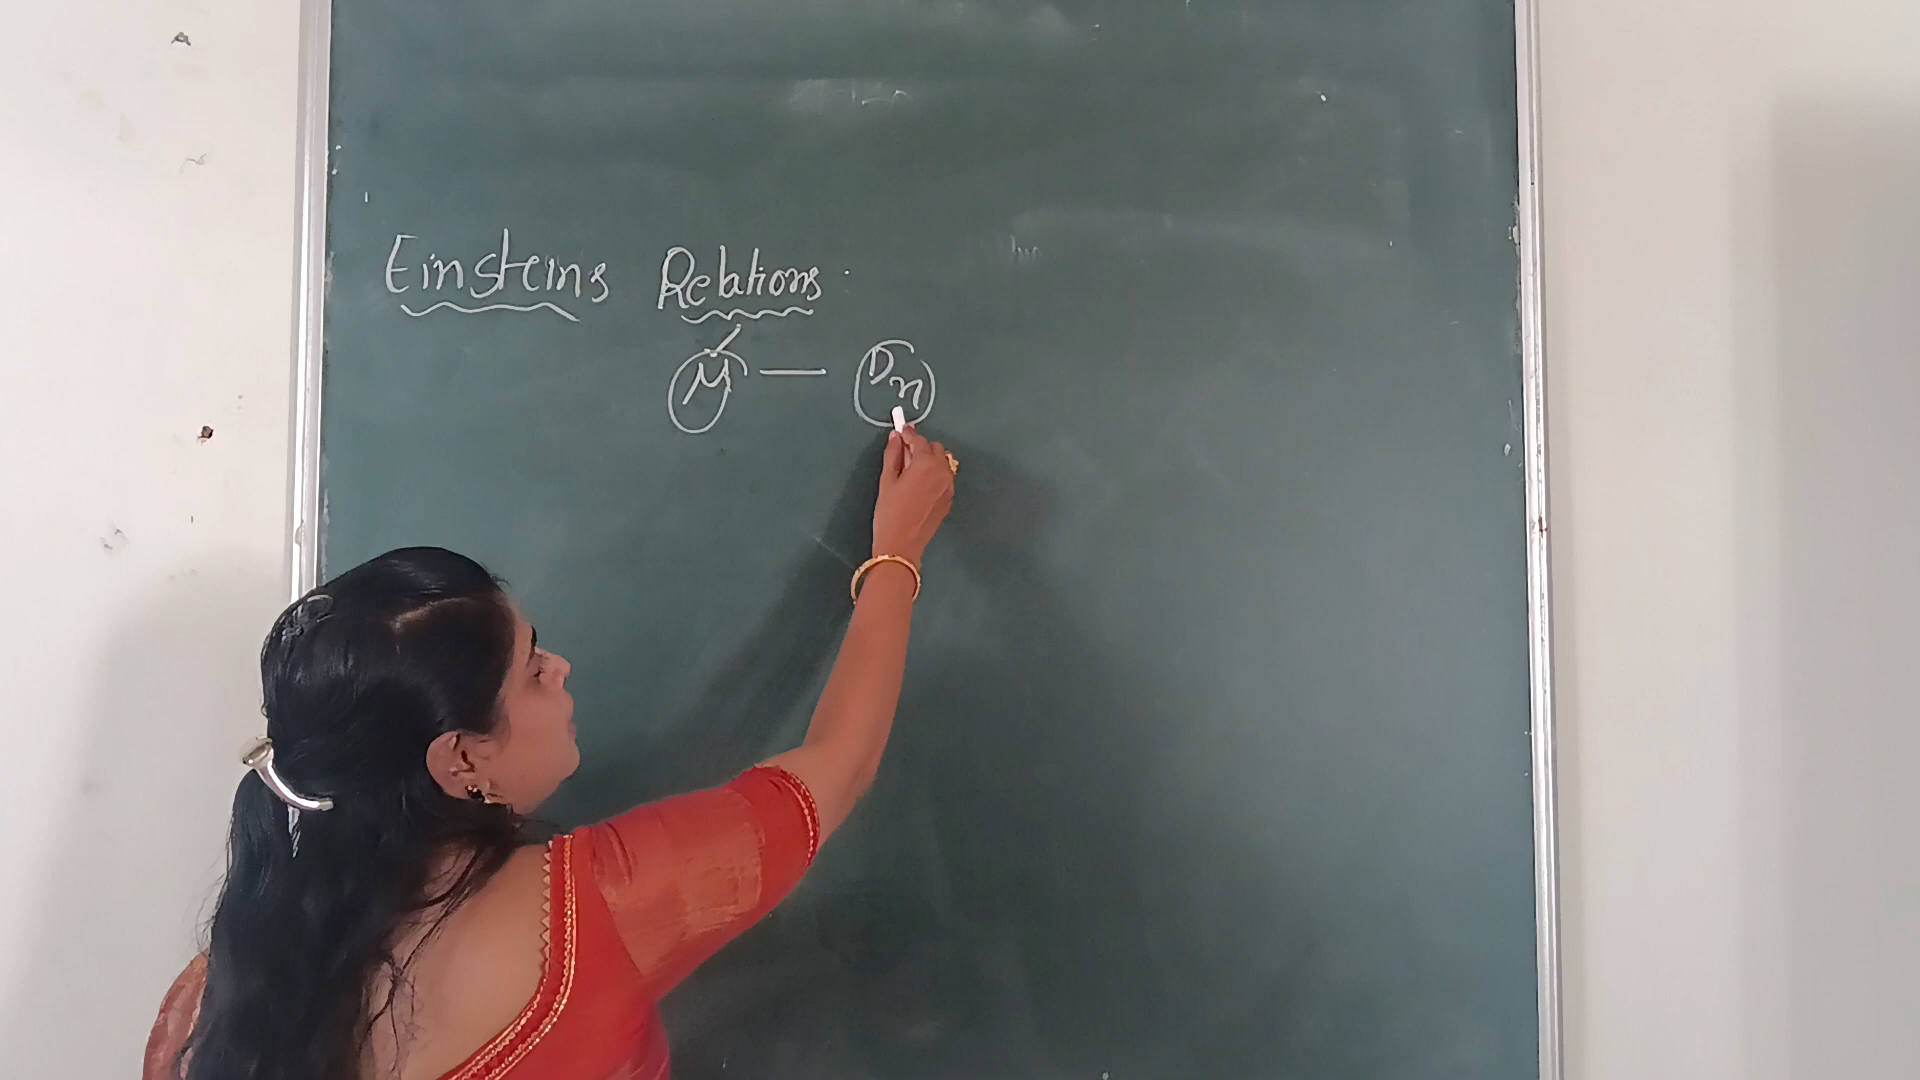 Einsteins Relations
μ — Dn